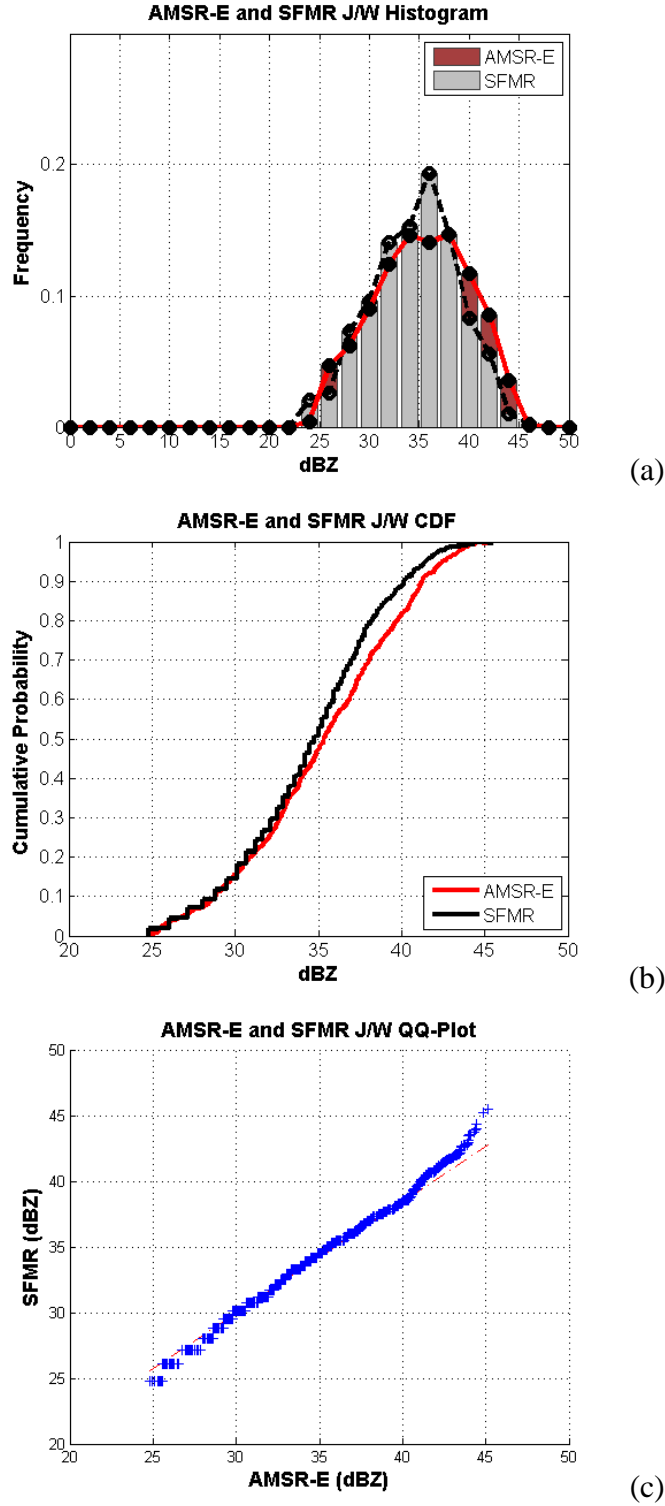 AMSR-E and SFMR J/W Histogram
AMSR-E
SFMR
Frequency
0.2
0.1
0
0 5 10 15 20 25 30 35 40 45 50
dBZ
(a)
AMSR-E and SFMR J/W CDF
Cumulative Probability
1
0.9
0.8
0.7
0.6
0.5
0.4
0.3
0.2
0.1
0
AMSR-E
SFMR
20 25 30 35 40 45 50
dBZ
(b)
AMSR-E and SFMR J/W QQ-Plot
SFMR (dBZ)
50
45
40
35
30
25
20
20 25 30 35 40 45 50
AMSR-E (dBZ)
(c)